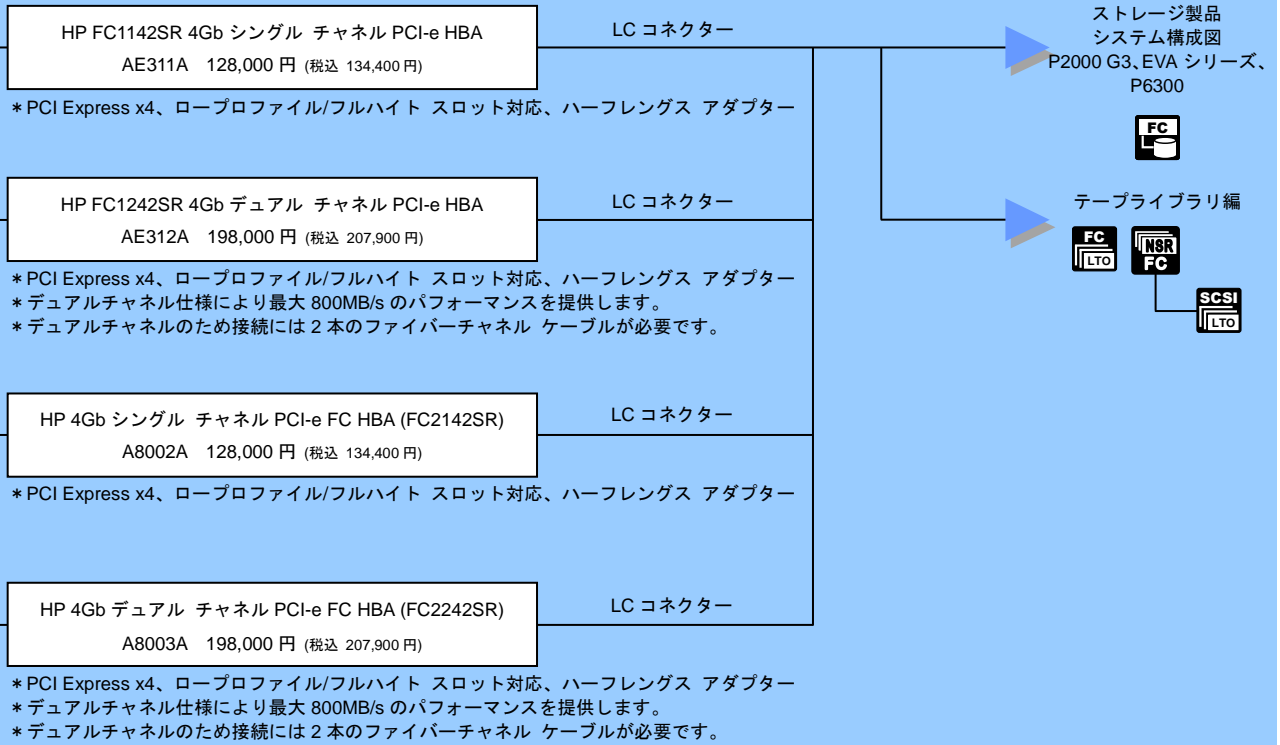 HP FC1142SR 4Gb シングル チャネル PCI-e HBA
AE311A 128,000 円 (税込 134,400 円)
LC コネクター
*PCI Express x4、ロープロファイル/フルハイト スロット対応、ハーフレングス アダプター
HP FC1242SR 4Gb デュアル チャネル PCI-e HBA
AE312A 198,000 円 (税込 207,900 円)
LC コネクター
*PCI Express x4、ロープロファイル/フルハイト スロット対応、ハーフレングス アダプター
*デュアルチャネル仕様により最大 800MB/s のパフォーマンスを提供します。
*デュアルチャネルのため接続には 2 本のファイバーチャネル ケーブルが必要です。
HP 4Gb シングル チャネル PCI-e FC HBA (FC2142SR)
A8002A 128,000 円 (税込 134,400 円)
LC コネクター
*PCI Express x4、ロープロファイル/フルハイト スロット対応、ハーフレングス アダプター
HP 4Gb デュアル チャネル PCI-e FC HBA (FC2242SR)
A8003A 198,000 円 (税込 207,900 円)
LC コネクター
*PCI Express x4、ロープロファイル/フルハイト スロット対応、ハーフレングス アダプター
*デュアルチャネル仕様により最大 800MB/s のパフォーマンスを提供します。
*デュアルチャネルのため接続には 2 本のファイバーチャネル ケーブルが必要です。
ストレージ製品
システム構成図
P2000 G3、EVA シリーズ、
P6300
FC
テープライブラリ編
FC
LTO
NSR
FC
SCSI
LTO